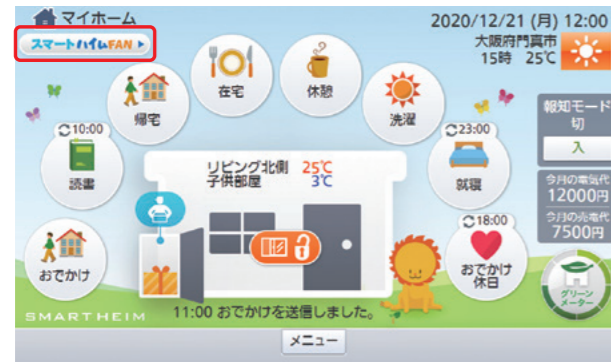 マイホーム
2020/12/21 (月) 12:00
スマートハイムFAN
大阪府門真市
15時 25℃
在宅
休憩
帰宅
洗濯
報知モード
切
入
10:00
23:00
読書
就寝
リビング北側 25℃
子供部屋 3℃
今月の電気代
12000円
今月の売電代
7500円
18:00
おでかけ
おでかけ
休日
グリーン
メーター
SMARTHEIM
11:00 おでかけを送信しました。
メニュー